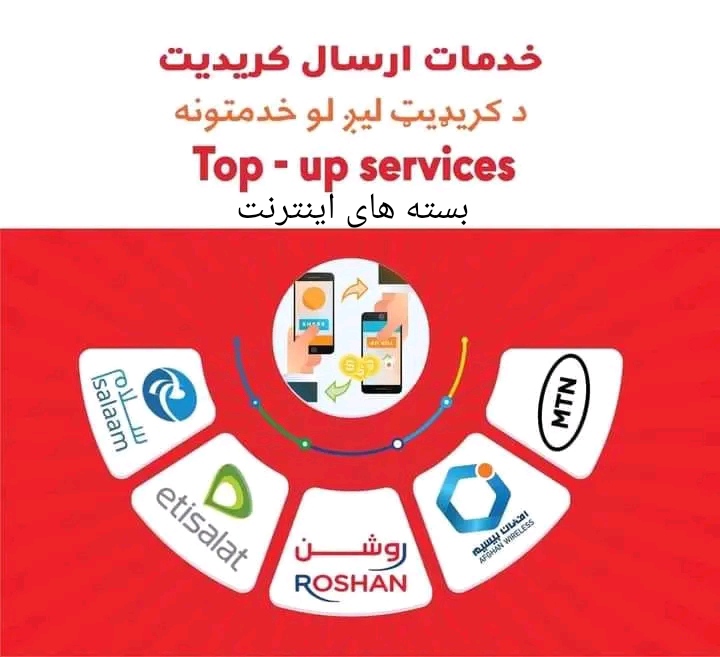 خدمات ارسال کریدیت
د کریډیټ لیږ لو خدمتونه
Top - up services
بسته های اینترنت
SHARE
سلام
salaam
etisalat
روشن
ROSHAN
افغان بیسیم
AFGHAN WIRELESS
MTN